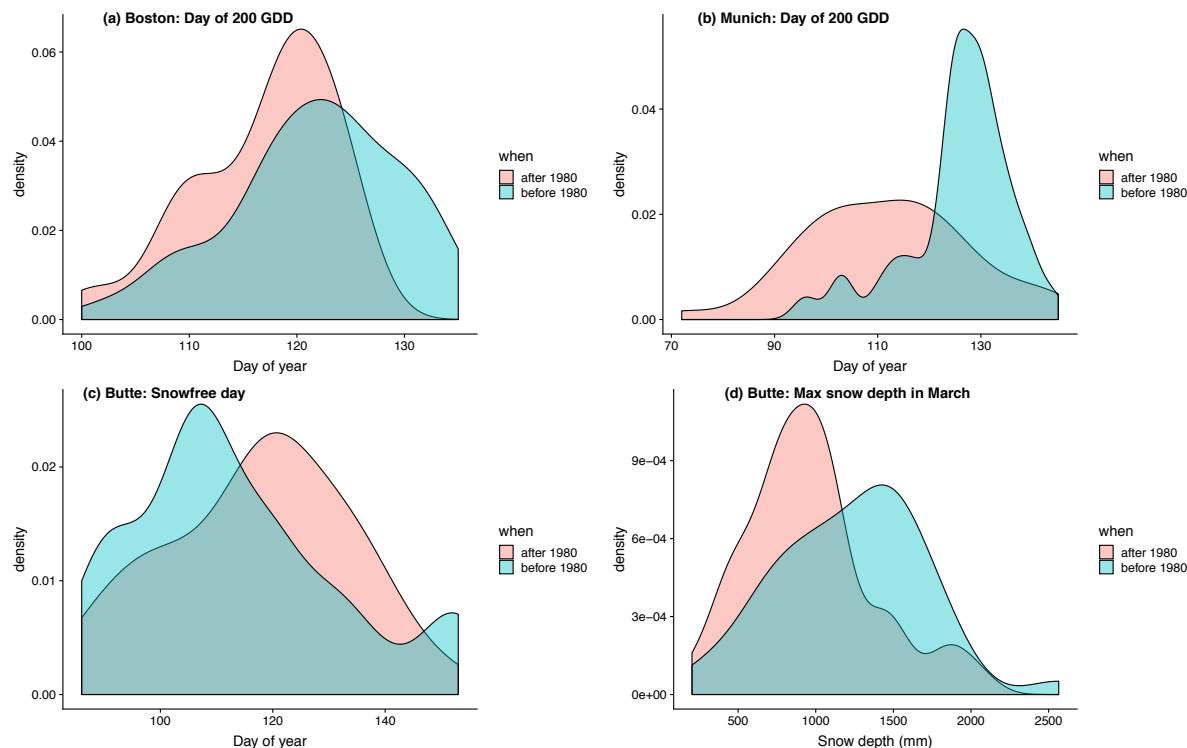 (a) Boston: Day of 200 GDD
0.06
0.04
0.02
0.00
density
100 110 120 130
Day of year
when
after 1980
before 1980
(b) Munich: Day of 200 GDD
0.04
0.02
0.00
density
70 90 110 130
Day of year
when
after 1980
before 1980
(c) Butte: Snowfree day
0.02
0.01
0.00
density
100 120 140
Day of year
when
after 1980
before 1980
(d) Butte: Max snow depth in March
9e−04
6e−04
3e−04
0e+00
density
500 1000 1500 2000 2500
Snow depth (mm)
when
after 1980
before 1980